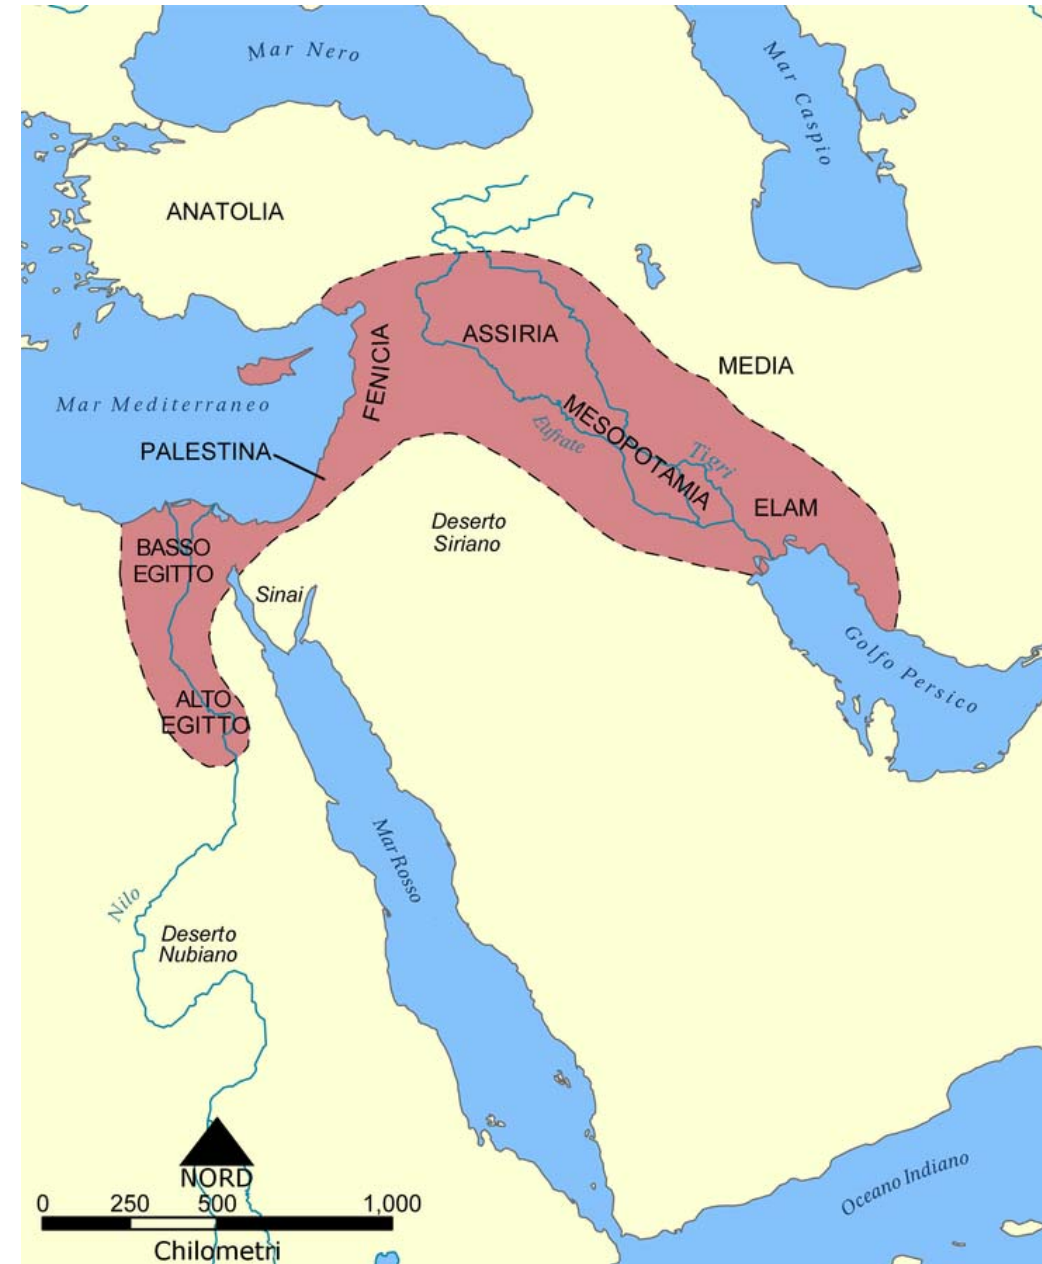 Mar Nero
Mar Caspio
ANATOLIA
ASSIRIA
FENICIA
MEDIA
Mar Mediterraneo
MESOPOTAMIA
Eufrate
Tigri
PALESTINA
ELAM
Deserto
Siriano
BASSO
EGITTO
Sinai
Golfo Persico
ALTO
EGITTO
Mar Rosso
Nilo
Deserto
Nubiano
NORD
Oceano Indiano
0 250 500 1,000
Chilometri